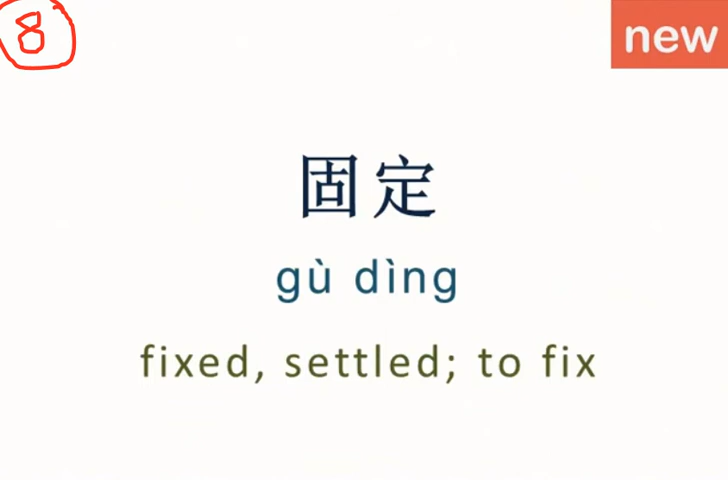 8
new
固定
gù dìng
fixed, settled; to fix